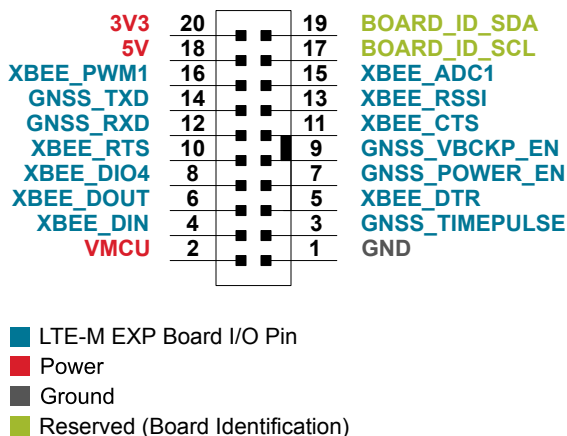 3V3 20 19 BOARD_ID_SDA
5V 18 17 BOARD_ID_SCL
XBEE_PWM1 16 15 XBEE_ADC1
GNSS_TXD 14 13 XBEE_RSSI
GNSS_RXD 12 11 XBEE_CTS
XBEE_RTS 10 9 GNSS_VBCKP_EN
XBEE_DIO4 8 7 GNSS_POWER_EN
XBEE_DOUT 6 5 XBEE_DTR
XBEE_DIN 4 3 GNSS_TIMEPULSE
VMCU 2 1 GND
LTE-M EXP Board I/O Pin
Power
Ground
Reserved (Board Identification)